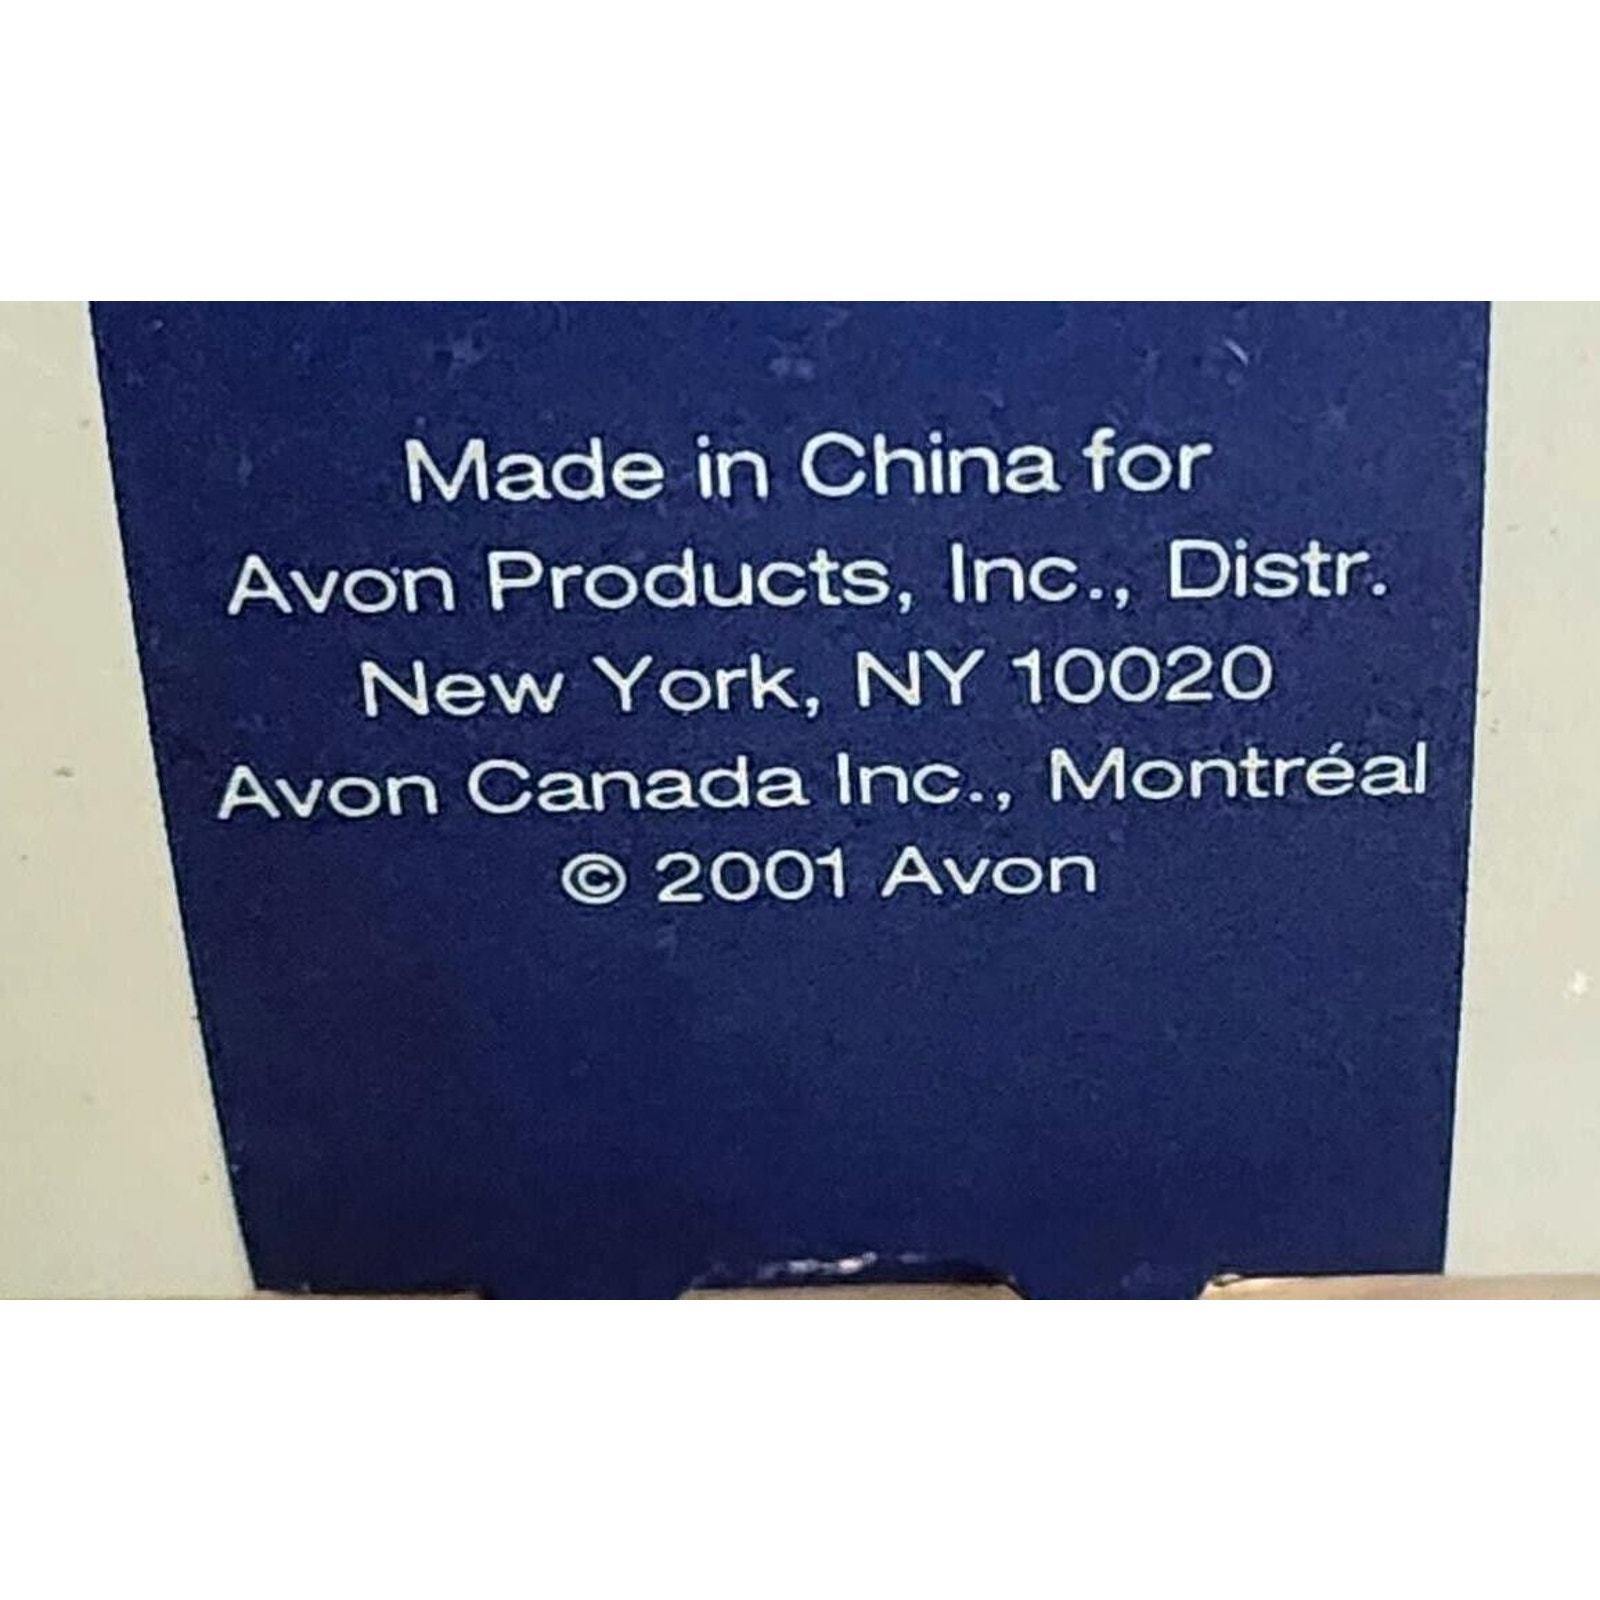 Made in China for
Avon Products, Inc., Distr.
New York, NY 10020
Avon Canada Inc., Montréal
© 2001 Avon